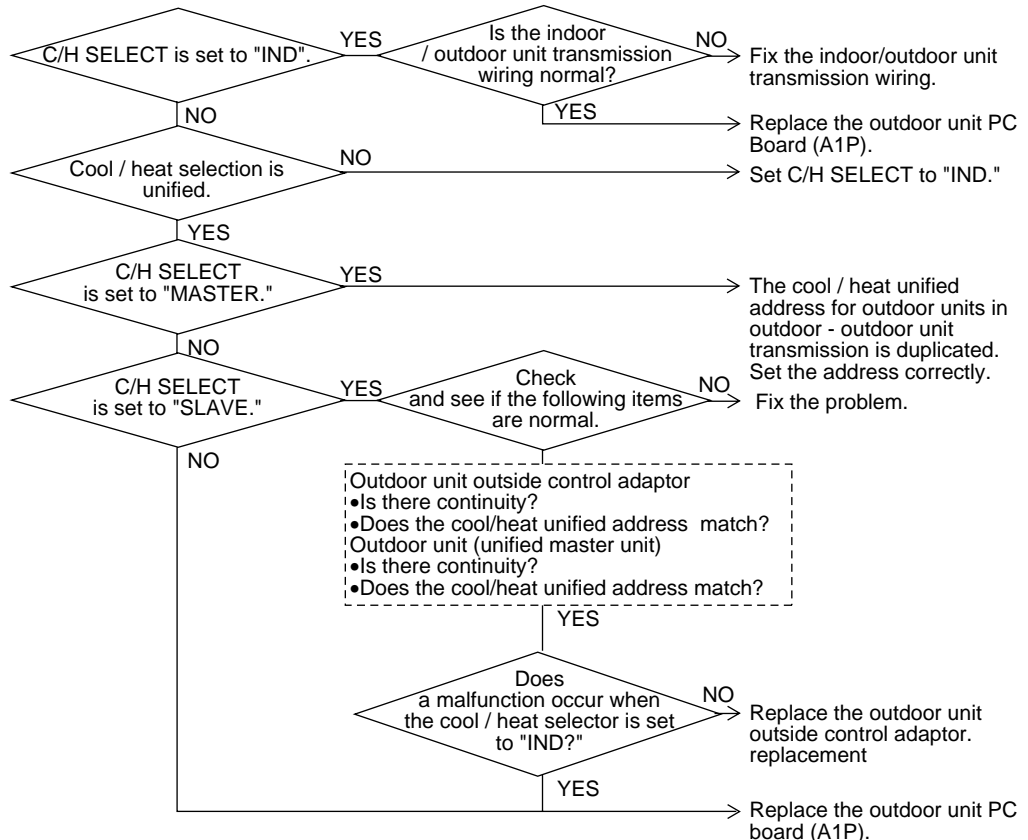 C/H SELECT is set to "IND".
YES
Is the indoor
/ outdoor unit transmission
wiring normal?
NO
Fix the indoor/outdoor unit
transmission wiring.
NO
YES
Replace the outdoor unit PC
Board (A1P).
Cool / heat selection is
unified.
NO
Set C/H SELECT to "IND."
YES
C/H SELECT
is set to "MASTER."
YES
The cool / heat unified
address for outdoor units in
outdoor - outdoor unit
transmission is duplicated.
Set the address correctly.
NO
C/H SELECT
is set to "SLAVE."
YES
Check
and see if the following items
are normal.
NO
Fix the problem.
NO
Outdoor unit outside control adaptor
•Is there continuity?
•Does the cool/heat unified address match?
Outdoor unit (unified master unit)
•Is there continuity?
•Does the cool/heat unified address match?
YES
Does
a malfunction occur when
the cool / heat selector is set
to "IND?"
NO
Replace the outdoor unit
outside control adaptor.
replacement
YES
Replace the outdoor unit PC
board (A1P).